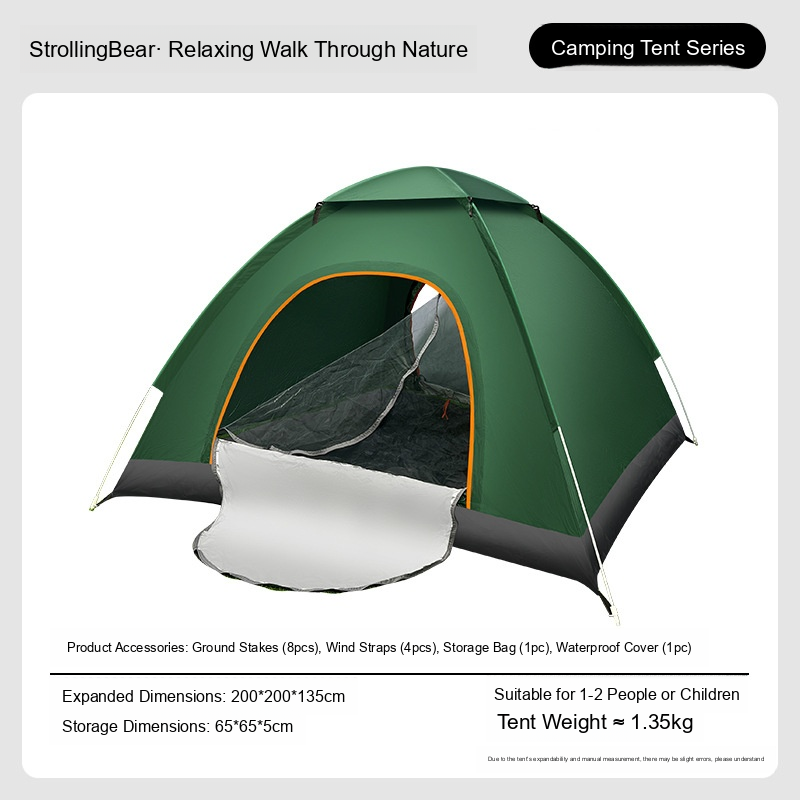 StrollingBear· Relaxing Walk Through Nature
Camping Tent Series
Product Accessories: Ground Stakes (8pcs), Wind Straps (4pcs), Storage Bag (1pc), Waterproof Cover (1pc)
Expanded Dimensions: 200*200*135cm
Storage Dimensions: 65*65*5cm
Suitable for 1-2 People or Children
Tent Weight ≈ 1.35kg
Due to the tent's expandability and manual measurement, there may be slight errors, please understand